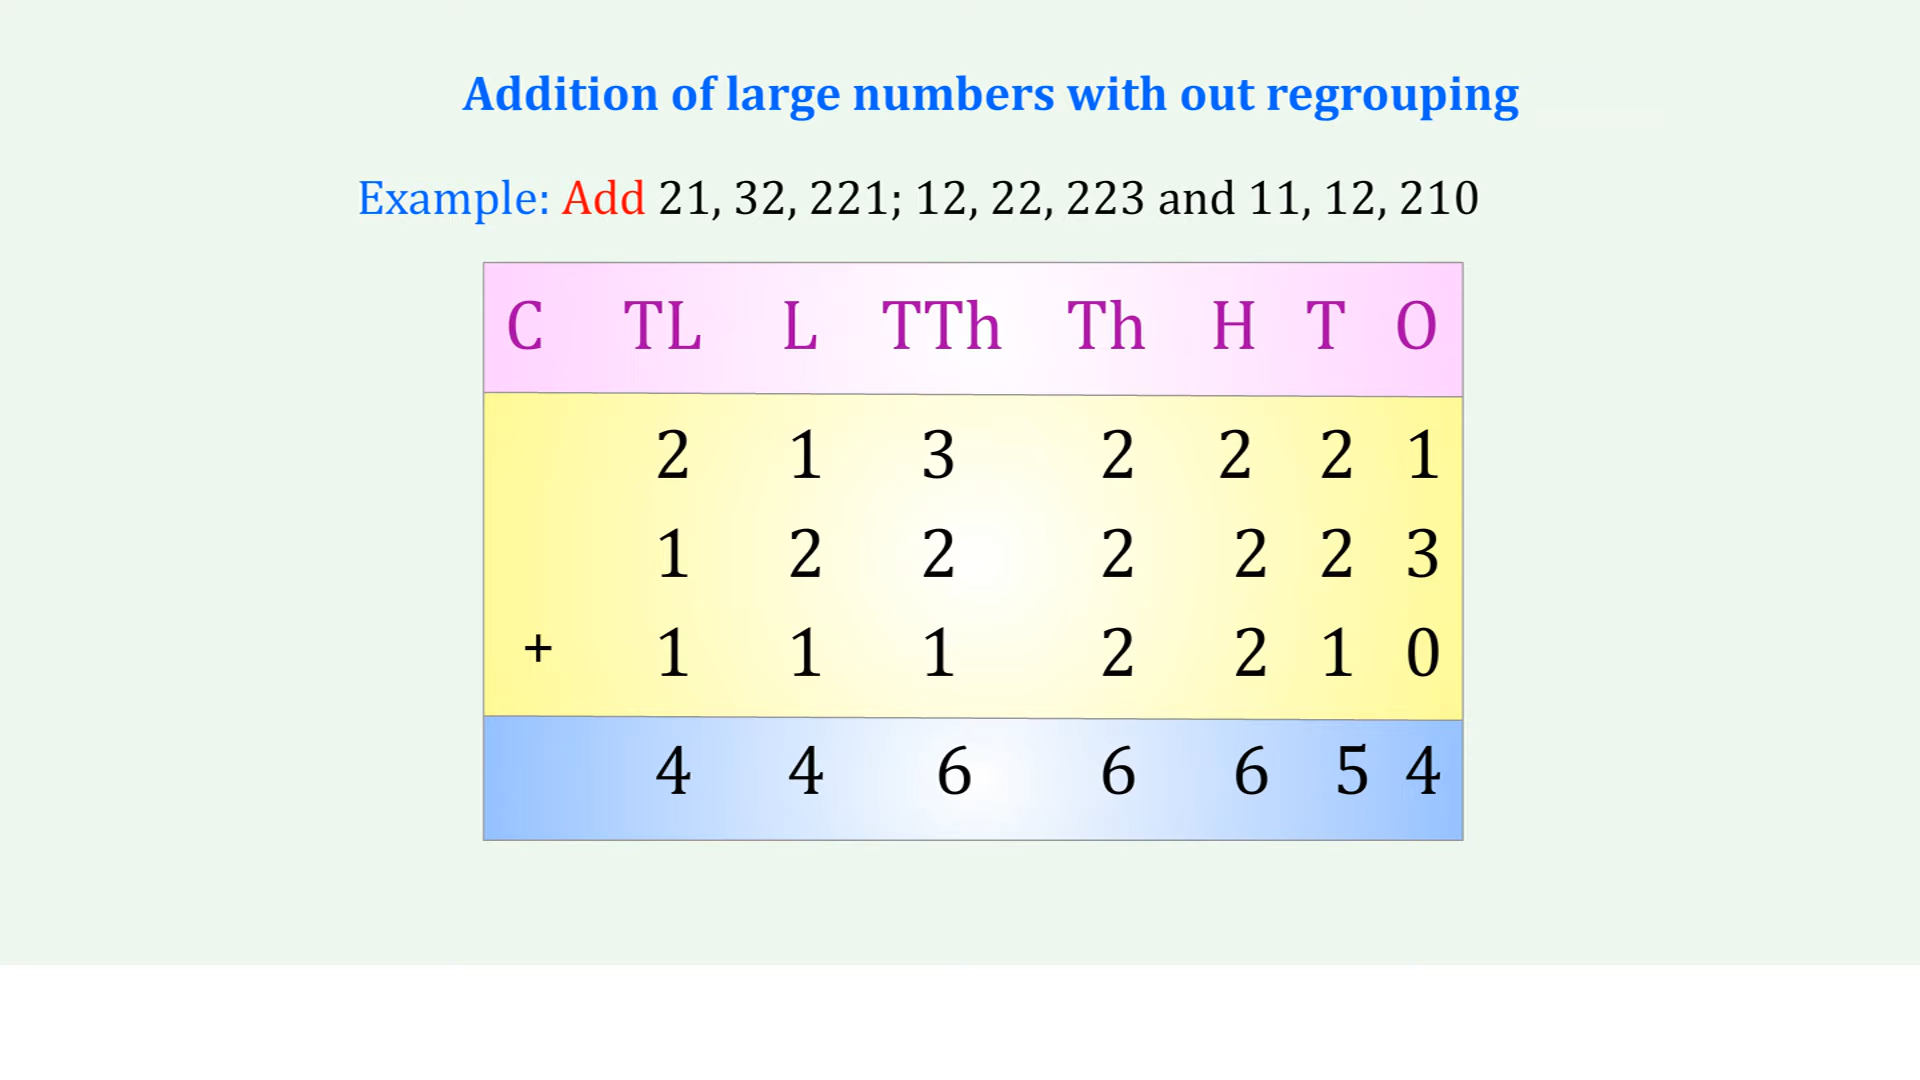 Addition of large numbers with out regrouping
Example: Add 21, 32, 221; 12, 22, 223 and 11, 12, 210
C TL L TTh Th H T O
2 1 3 2 2 2 1
1 2 2 2 2 2 3
+ 1 1 1 2 2 1 0
4 4 6 6 6 5 4